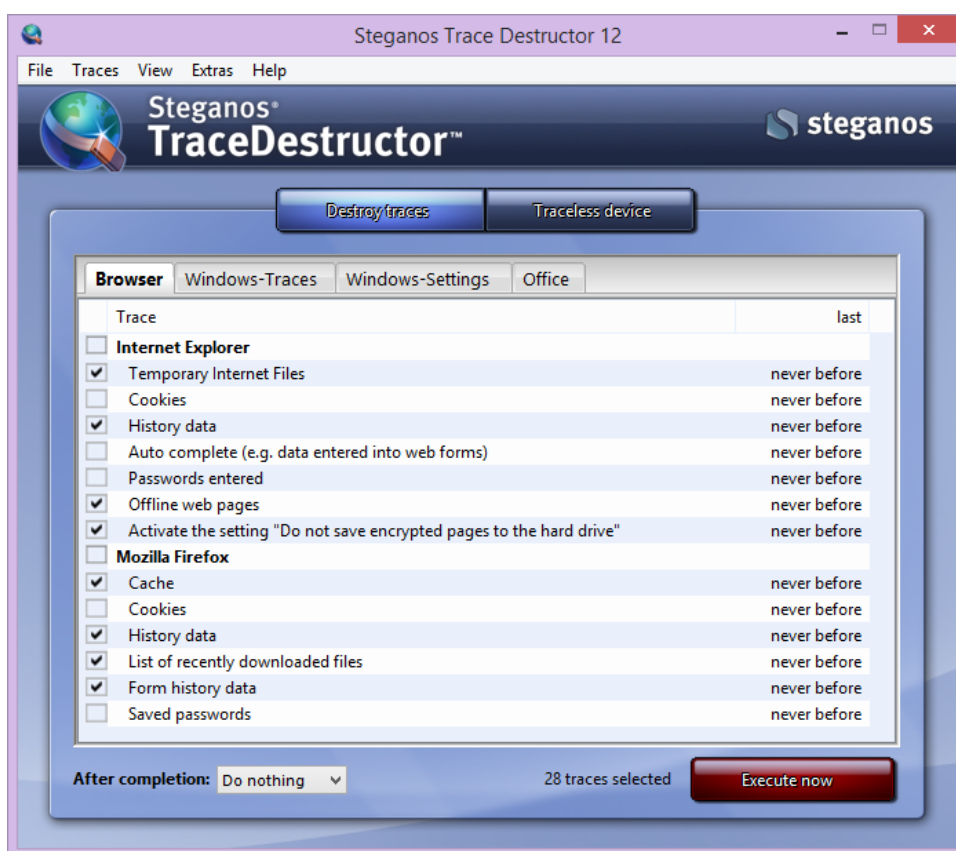 Steganos Trace Destructor 12
File Traces View Extras Help
Steganos®
TraceDestructor™
steganos
Destroy traces Traceless device
Browser Windows-Traces Windows-Settings Office
Trace last
Internet Explorer
Temporary Internet Files never before
Cookies never before
History data never before
Auto complete (e.g. data entered into web forms) never before
Passwords entered never before
Offline web pages never before
Activate the setting "Do not save encrypted pages to the hard drive" never before
Mozilla Firefox
Cache never before
Cookies never before
History data never before
List of recently downloaded files never before
Form history data never before
Saved passwords never before
After completion: Do nothing 28 traces selected Execute now